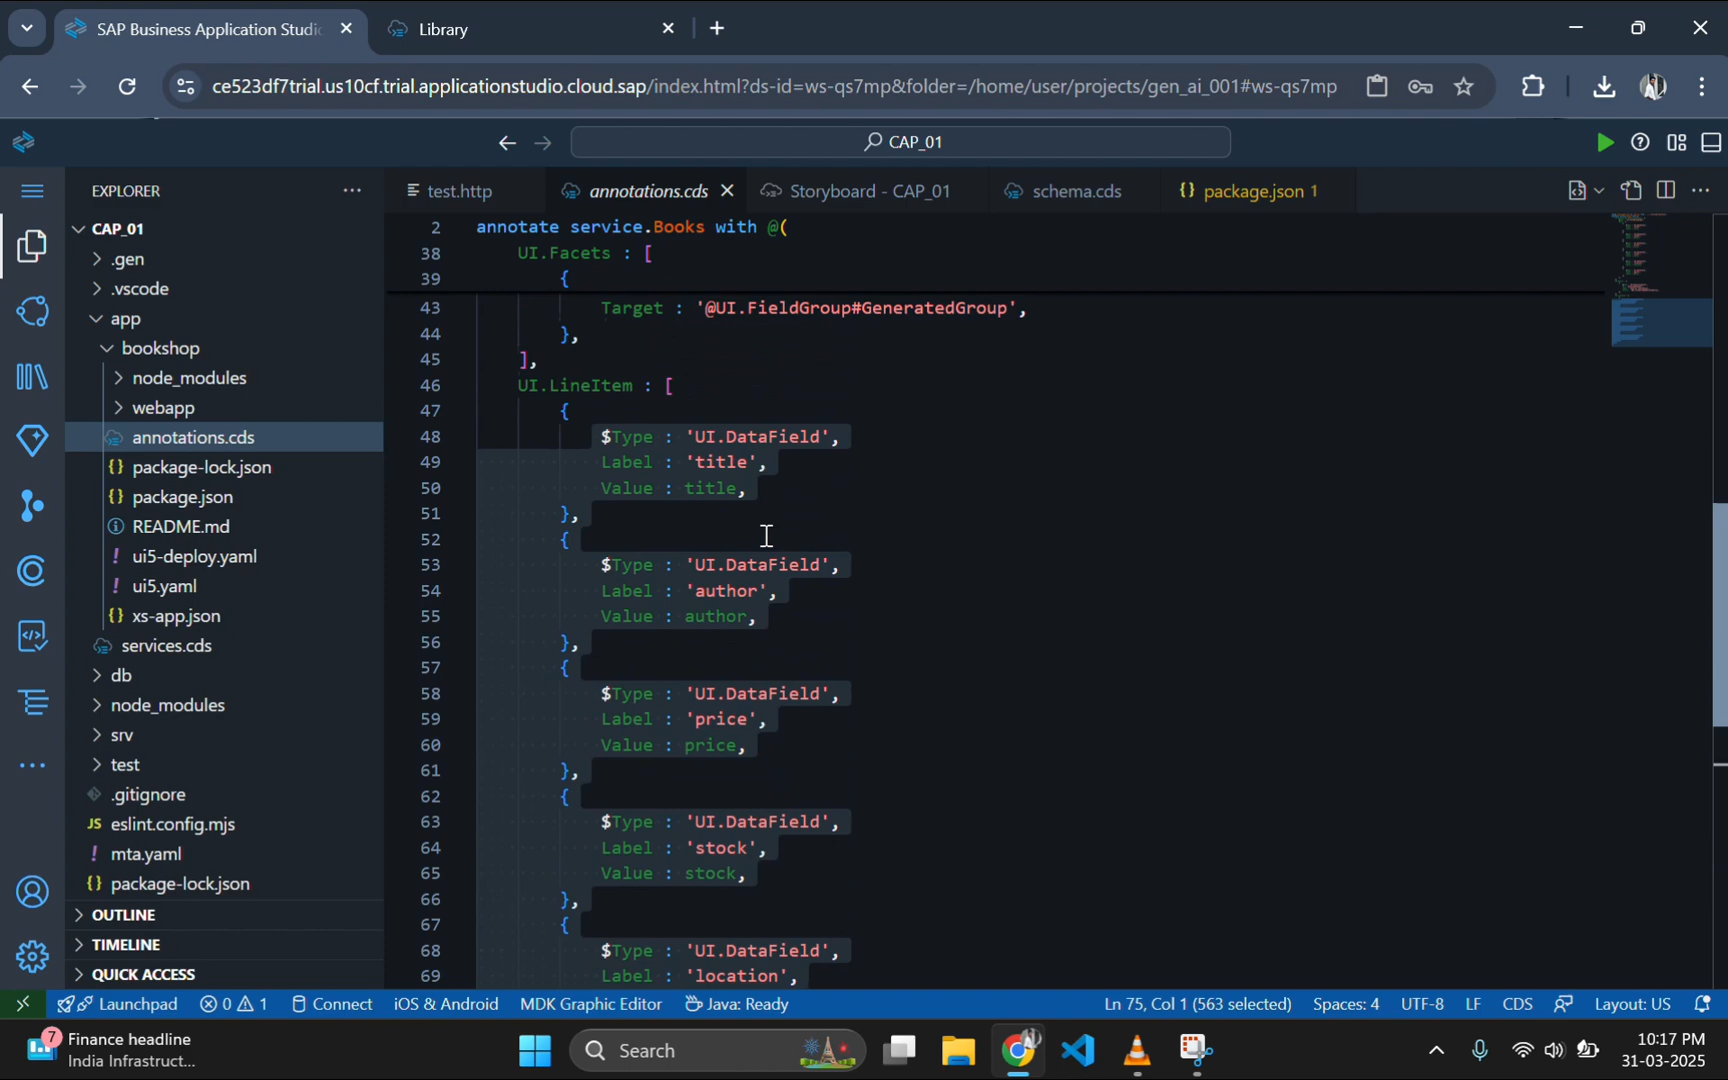 SAP Business Application Studio
Library
ce523df7trial.us10cf.trial.applicationstudio.cloud.sap/index.html?ds-id=ws-qs7mp&folder=/home/user/projects/gen_ai_001#ws-qs7mp
CAP_01
EXPLORER
CAP_01
.gen
.vscode
app
bookshop
node_modules
webapp
annotations.cds
package-lock.json
package.json
README.md
ui5-deploy.yaml
ui5.yaml
xs-app.json
services.cds
db
node_modules
srv
test
.gitignore
JS eslint.config.mjs
mta.yaml
package-lock.json
OUTLINE
TIMELINE
QUICK ACCESS
test.http
annotations.cds
Storyboard - CAP_01
schema.cds
package.json 1
2 annotate service.Books with @(
38 UI.Facets : [
39 {
43 Target : '@UI.FieldGroup#GeneratedGroup',
44 },
45 ],
46 UI.LineItem : [
47 {
48 $Type : 'UI.DataField',
49 Label : 'title',
50 Value : title,
51 },
52 {
53 $Type : 'UI.DataField',
54 Label : 'author',
55 Value : author,
56 },
57 {
58 $Type : 'UI.DataField',
59 Label : 'price',
60 Value : price,
61 },
62 {
63 $Type : 'UI.DataField',
64 Label : 'stock',
65 Value : stock,
66 },
67 {
68 $Type : 'UI.DataField',
69 Label : 'location',
Launchpad 0 1 Connect iOS & Android MDK Graphic Editor Java: Ready Ln 75, Col 1 (563 selected) Spaces: 4 UTF-8 LF CDS Layout: US
7
Finance headline
India Infrastruct...
Search
10:17 PM
31-03-2025